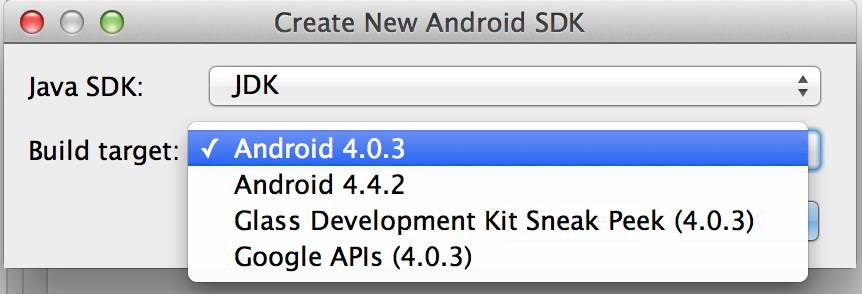 Create New Android SDK
Java SDK: JDK
Build target: ✓ Android 4.0.3
Android 4.4.2
Glass Development Kit Sneak Peek (4.0.3)
Google APIs (4.0.3)